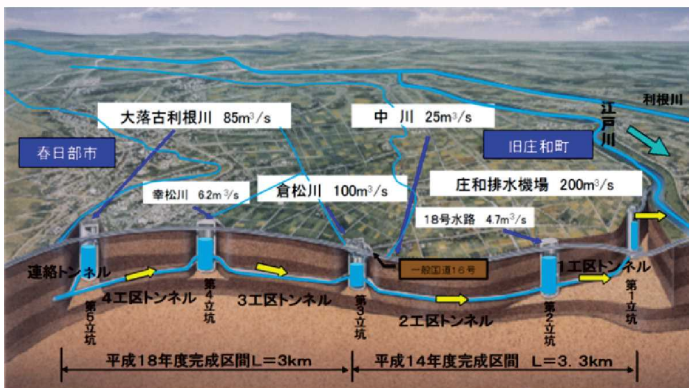 利根川
江戸川
大落古利根川 85m³/s
中 川 25m³/s
春日部市
旧庄和町
幸松川 6.2m³/s
倉松川 100m³/s
庄和排水機場 200m³/s
18号水路 4.7m³/s
連絡トンネル
一般国道16号
1工区トンネル
4工区トンネル
3工区トンネル
2工区トンネル
第5立坑
第4立坑
第3立坑
第2立坑
第1立坑
平成18年度完成区間L=3km
平成14年度完成区間 L=3.3km